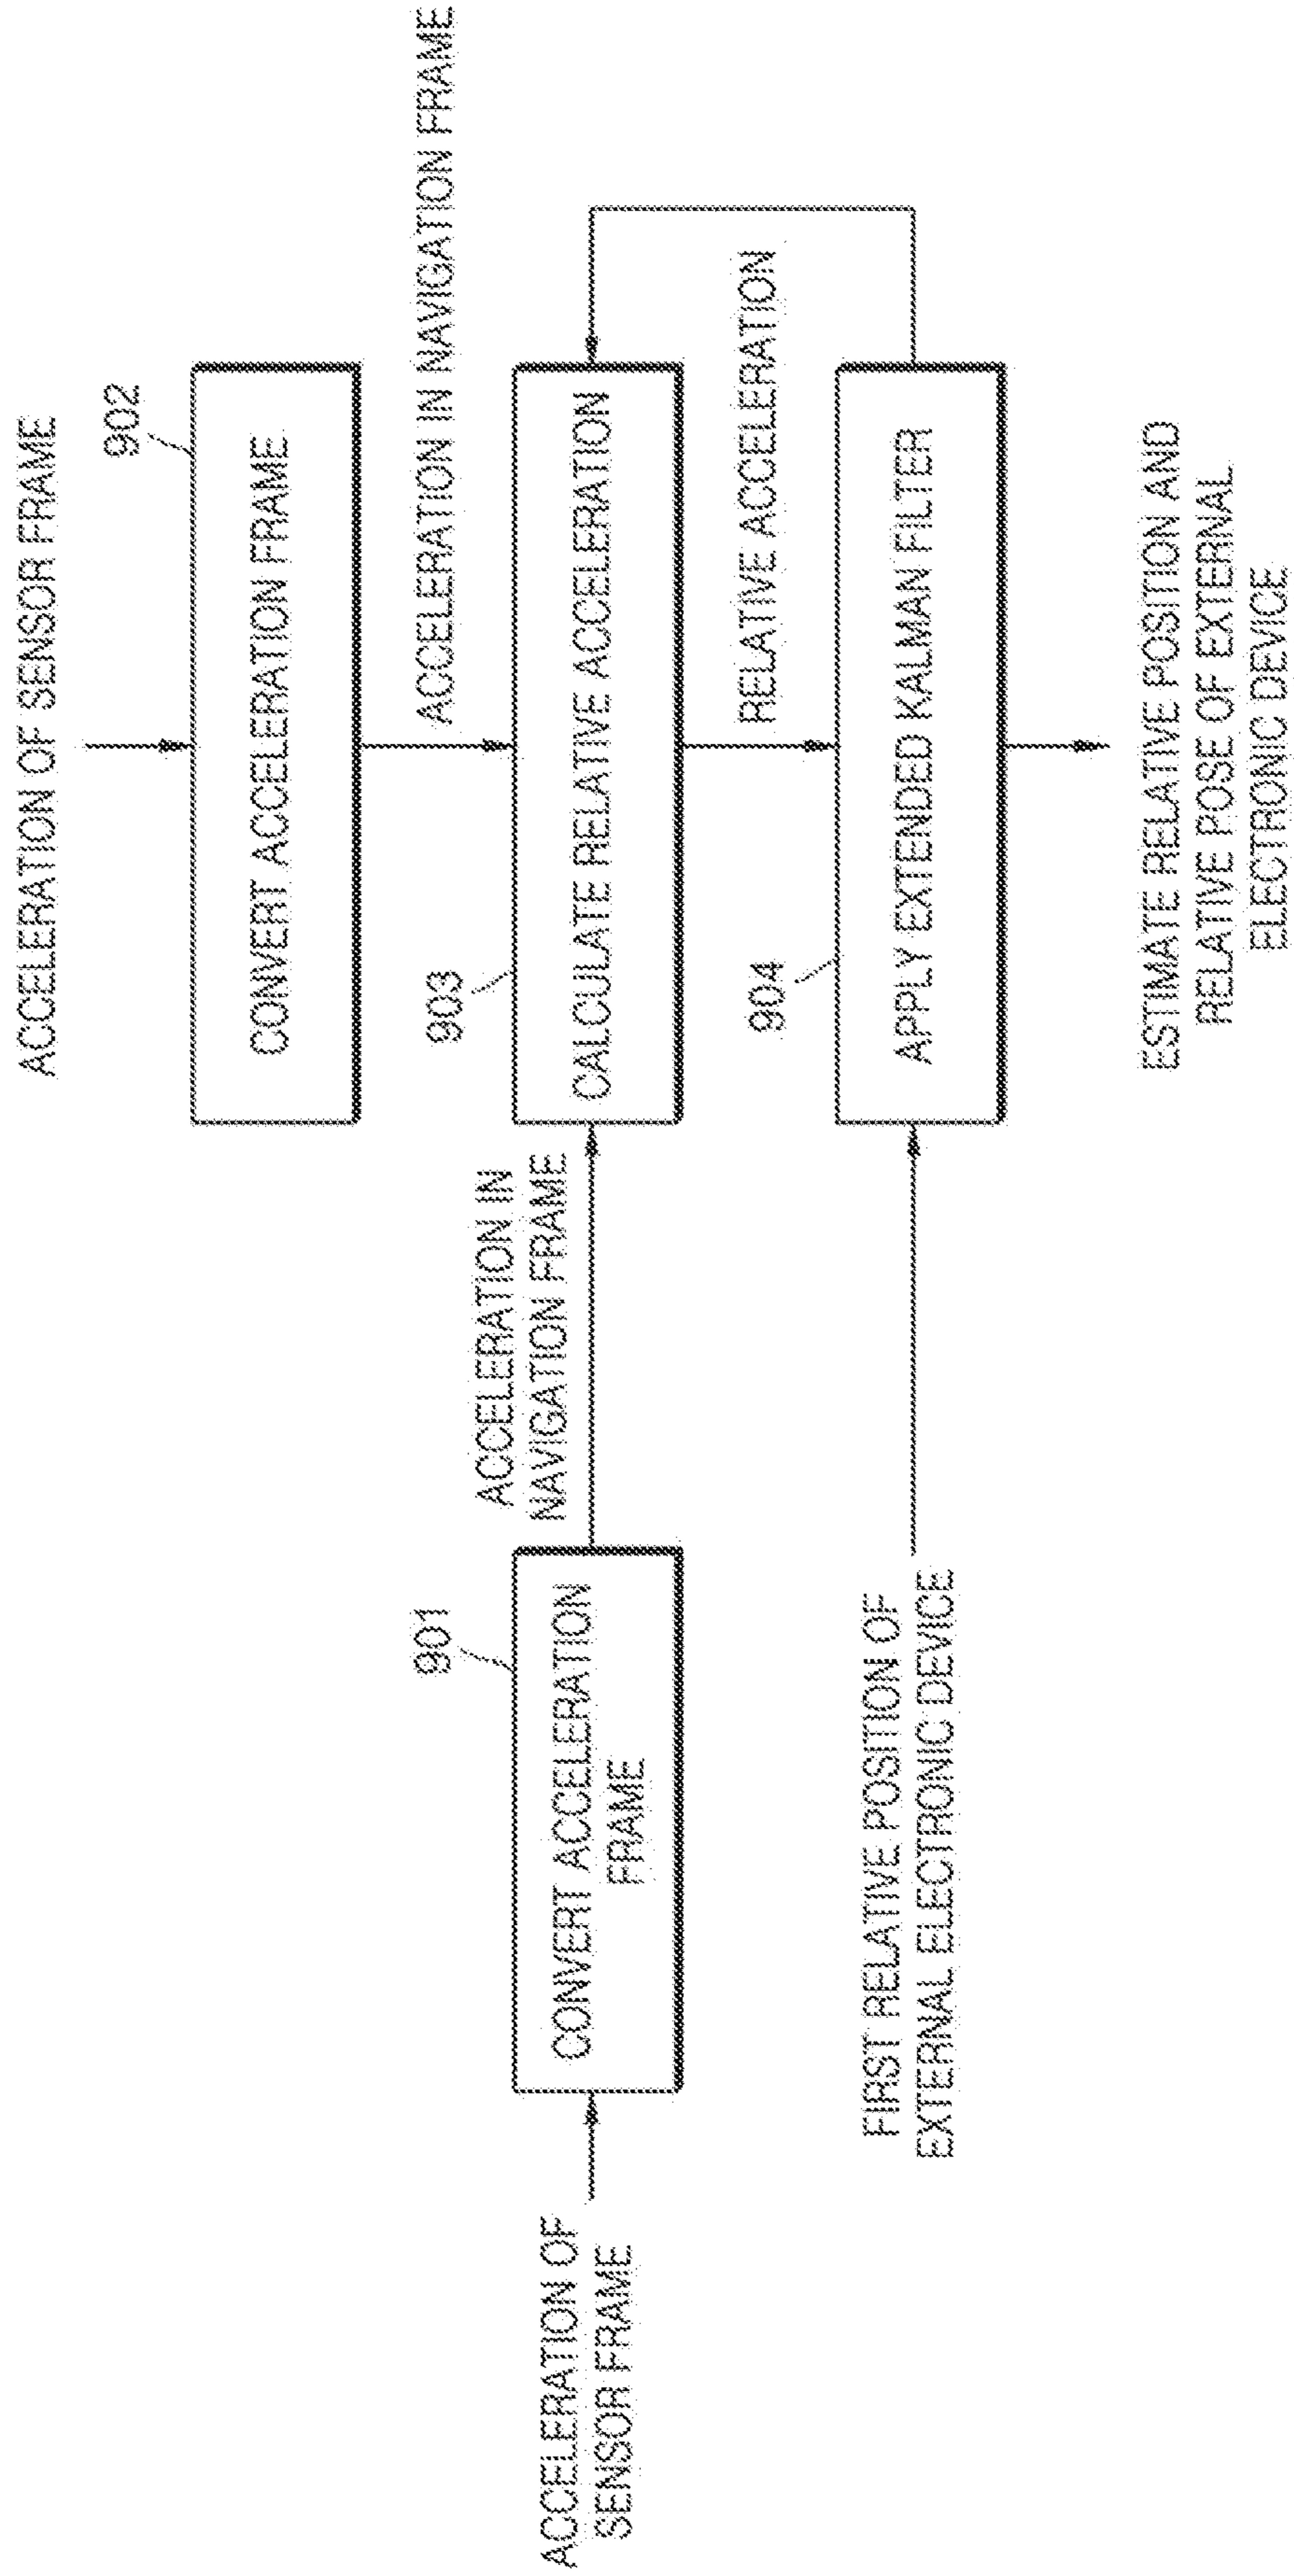 ACCELERATION OF SENSOR FRAME
902
CONVERT ACCELERATION FRAME
ACCELERATION IN NAVIGATION FRAME
901
903
ACCELERATION OF
SENSOR FRAME
CONVERT ACCELERATION
FRAME
ACCELERATION IN
NAVIGATION FRAME
CALCULATE RELATIVE ACCELERATION
904
RELATIVE ACCELERATION
FIRST RELATIVE POSITION OF
EXTERNAL ELECTRONIC DEVICE
APPLY EXTENDED KALMAN FILTER
ESTIMATE RELATIVE POSITION AND
RELATIVE POSE OF EXTERNAL
ELECTRONIC DEVICE